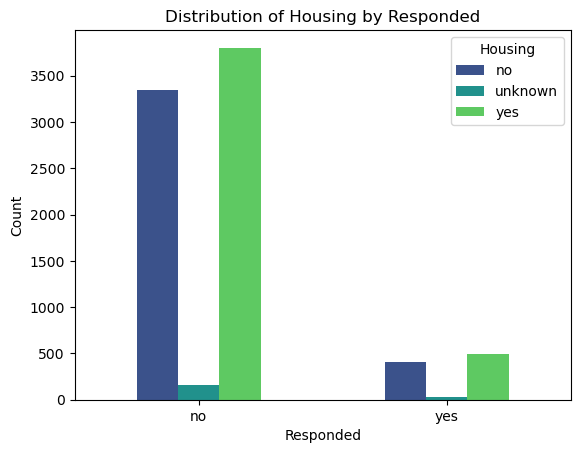 Distribution of Housing by Responded
Housing
no
unknown
yes
Count
3500
3000
2500
2000
1500
1000
500
0
no
yes
Responded